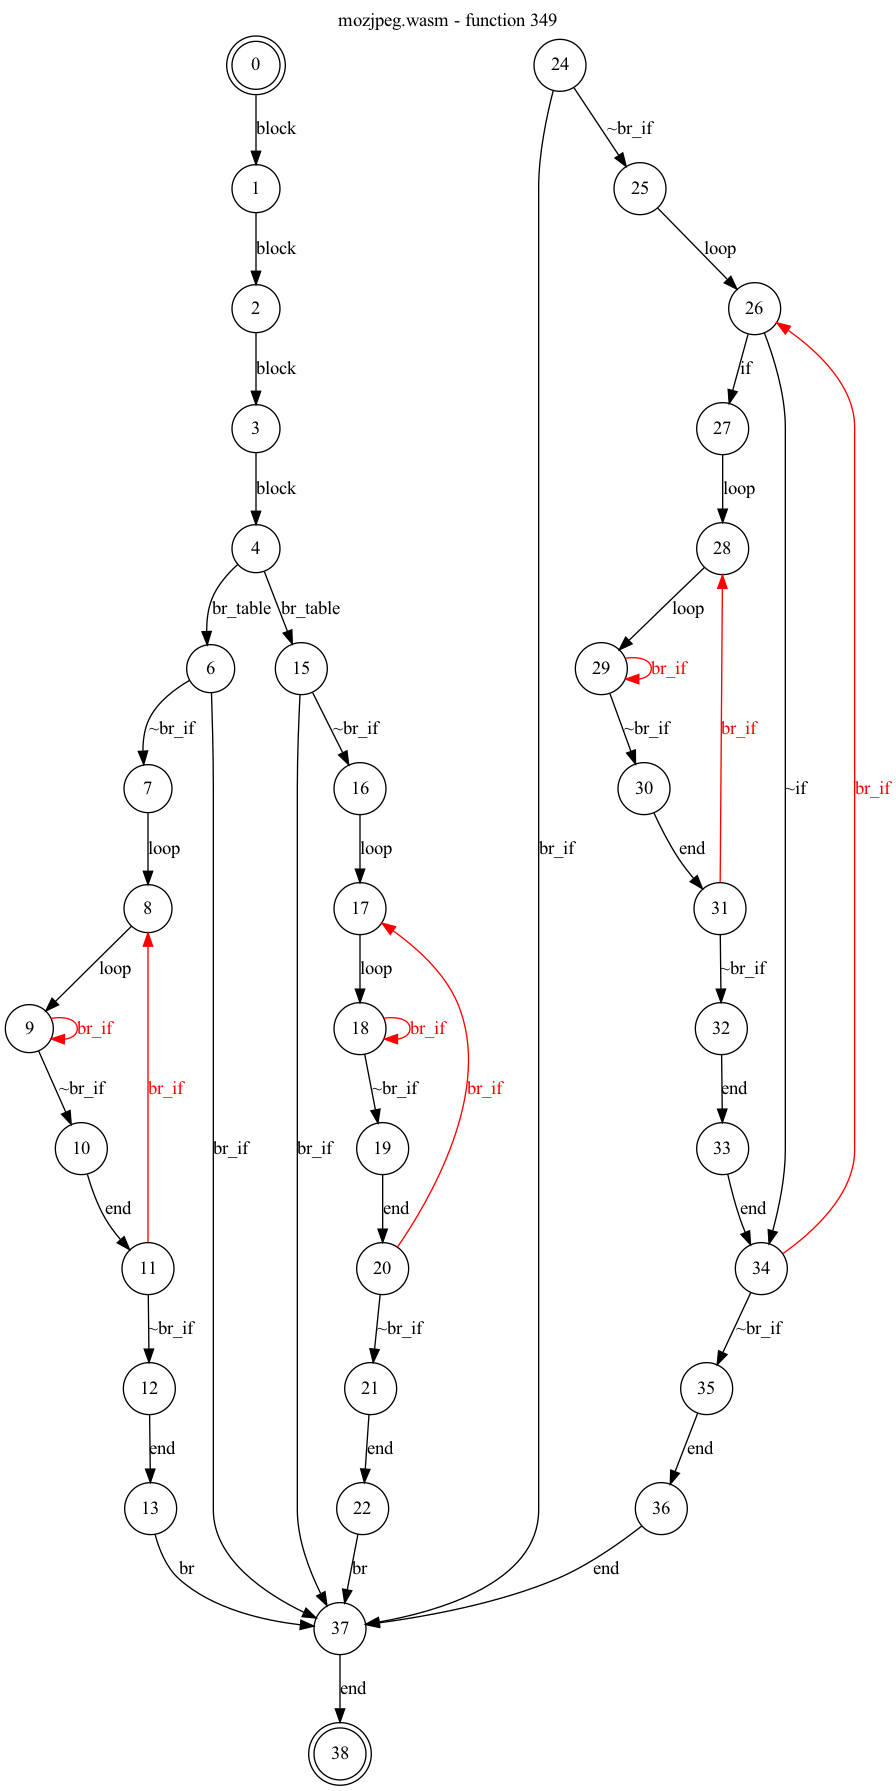 mozjpeg.wasm - function 349
0
24
block
~br_if
1
25
block
loop
2
26
block
if
3
27
block
loop
4
28
br_table
br_table
loop
6
15
29
br_if
~br_if
~br_if
~br_if
br_if
7
16
30
~if
br_if
loop
loop
br_if
end
8
17
31
loop
loop
~br_if
9
br_if
18
br_if
32
~br_if
br_if
~br_if
br_if
end
10
br_if
br_if
19
33
end
end
end
11
20
34
~br_if
~br_if
~br_if
12
21
35
end
end
end
13
22
36
br
br
end
37
end
38